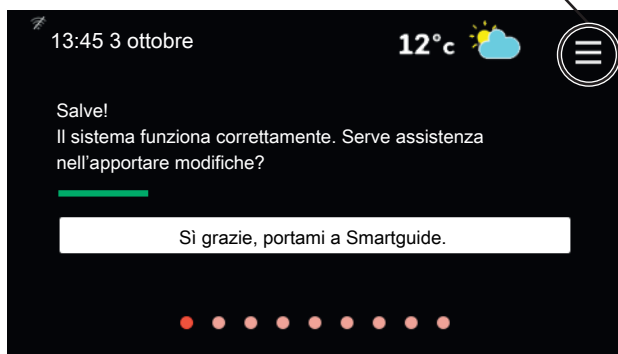 13:45 3 ottobre
12°c
Salve!
Il sistema funziona correttamente. Serve assistenza
nell'apportare modifiche?
Sì grazie, portami a Smartguide.